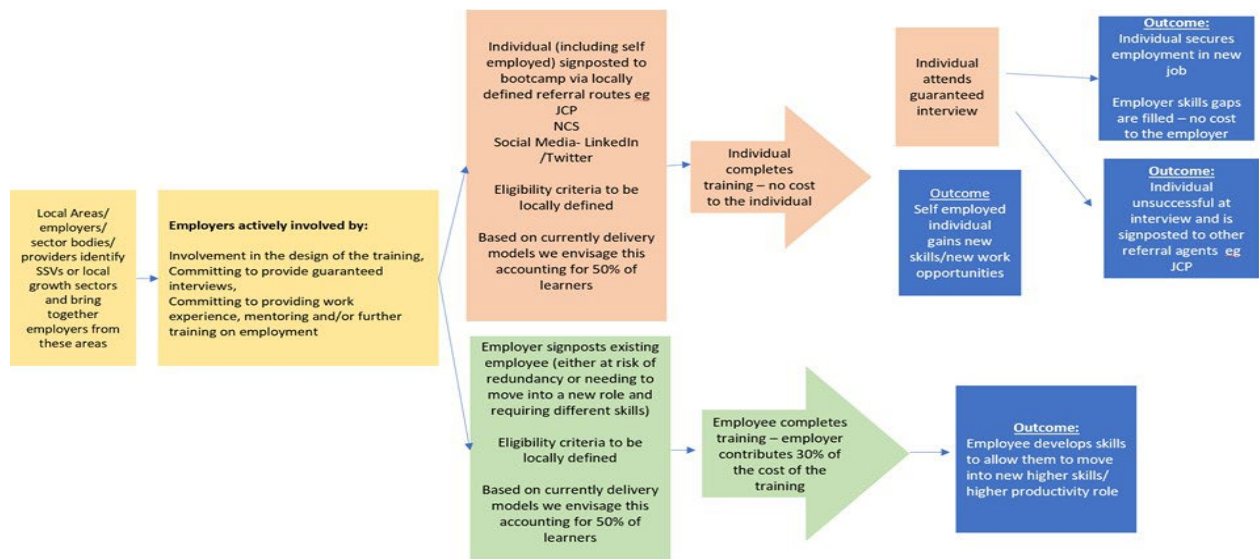 Local Areas/
employers/
sector bodies/
providers identify
SSVs or local
growth sectors
and bring
together
employers from
these areas
Employers actively involved by:
Involvement in the design of the training,
Committing to provide guaranteed
interviews,
Committing to providing work
experience, mentoring and/or further
training on employment
Individual (including self
employed) signposted to
bootcamp via locally
defined referral routes eg
JCP
NCS
Social Media- LinkedIn
/Twitter
Eligibility criteria to be
locally defined
Based on currently delivery
models we envisage this
accounting for 50% of
learners
Individual
completes
training – no cost
to the individual
Individual
attends
guaranteed
interview
Outcome
Self employed
individual
gains new
skills/new work
opportunities
Outcome:
Individual secures
employment in new
job
Employer skills gaps
are filled – no cost
to the employer
Outcome:
Individual
unsuccessful at
interview and is
signposted to other
referral agents eg
JCP
Employer signposts existing
employee (either at risk of
redundancy or needing to
move into a new role and
requiring different skills)
Eligibility criteria to be
locally defined
Based on currently delivery
models we envisage this
accounting for 50% of
learners
Employee completes
training – employer
contributes 30% of
the cost of the
training
Outcome:
Employee develops skills
to allow them to move
into new higher skills/
higher productivity role